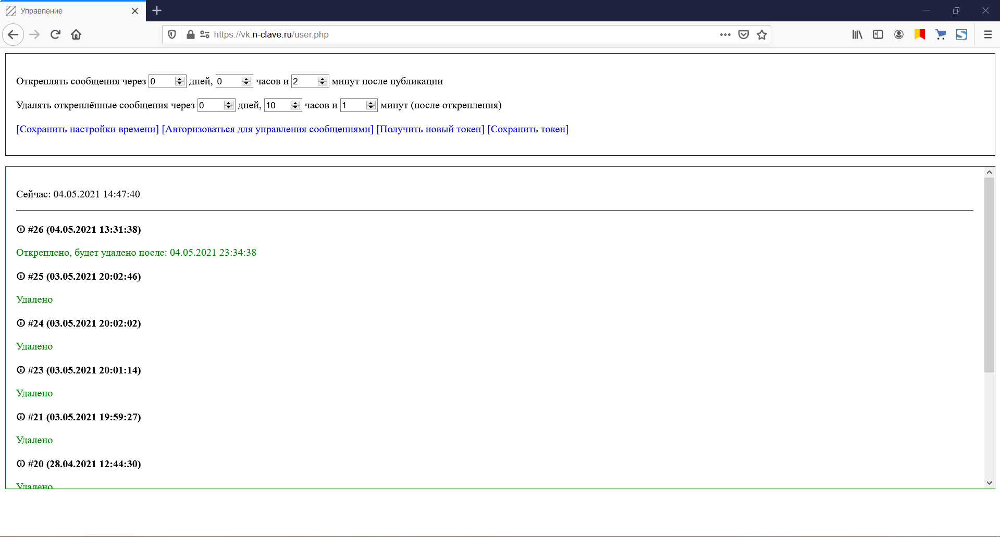 Управление
https://vk.n-clave.ru/user.php
Откреплять сообщения через 0 дней, 0 часов и 2 минут после публикации
Удалять откреплённые сообщения через 0 дней, 10 часов и 1 минут (после открепления)
[Сохранить настройки времени] [Авторизоваться для управления сообщениями] [Получить новый токен] [Сохранить токен]
Сейчас: 04.05.2021 14:47:40
#26 (04.05.2021 13:31:38)
Откреплено, будет удалено после: 04.05.2021 23:34:38
#25 (03.05.2021 20:02:46)
Удалено
#24 (03.05.2021 20:02:02)
Удалено
#23 (03.05.2021 20:01:14)
Удалено
#21 (03.05.2021 19:59:27)
Удалено
#20 (28.04.2021 12:44:30)
Удалено